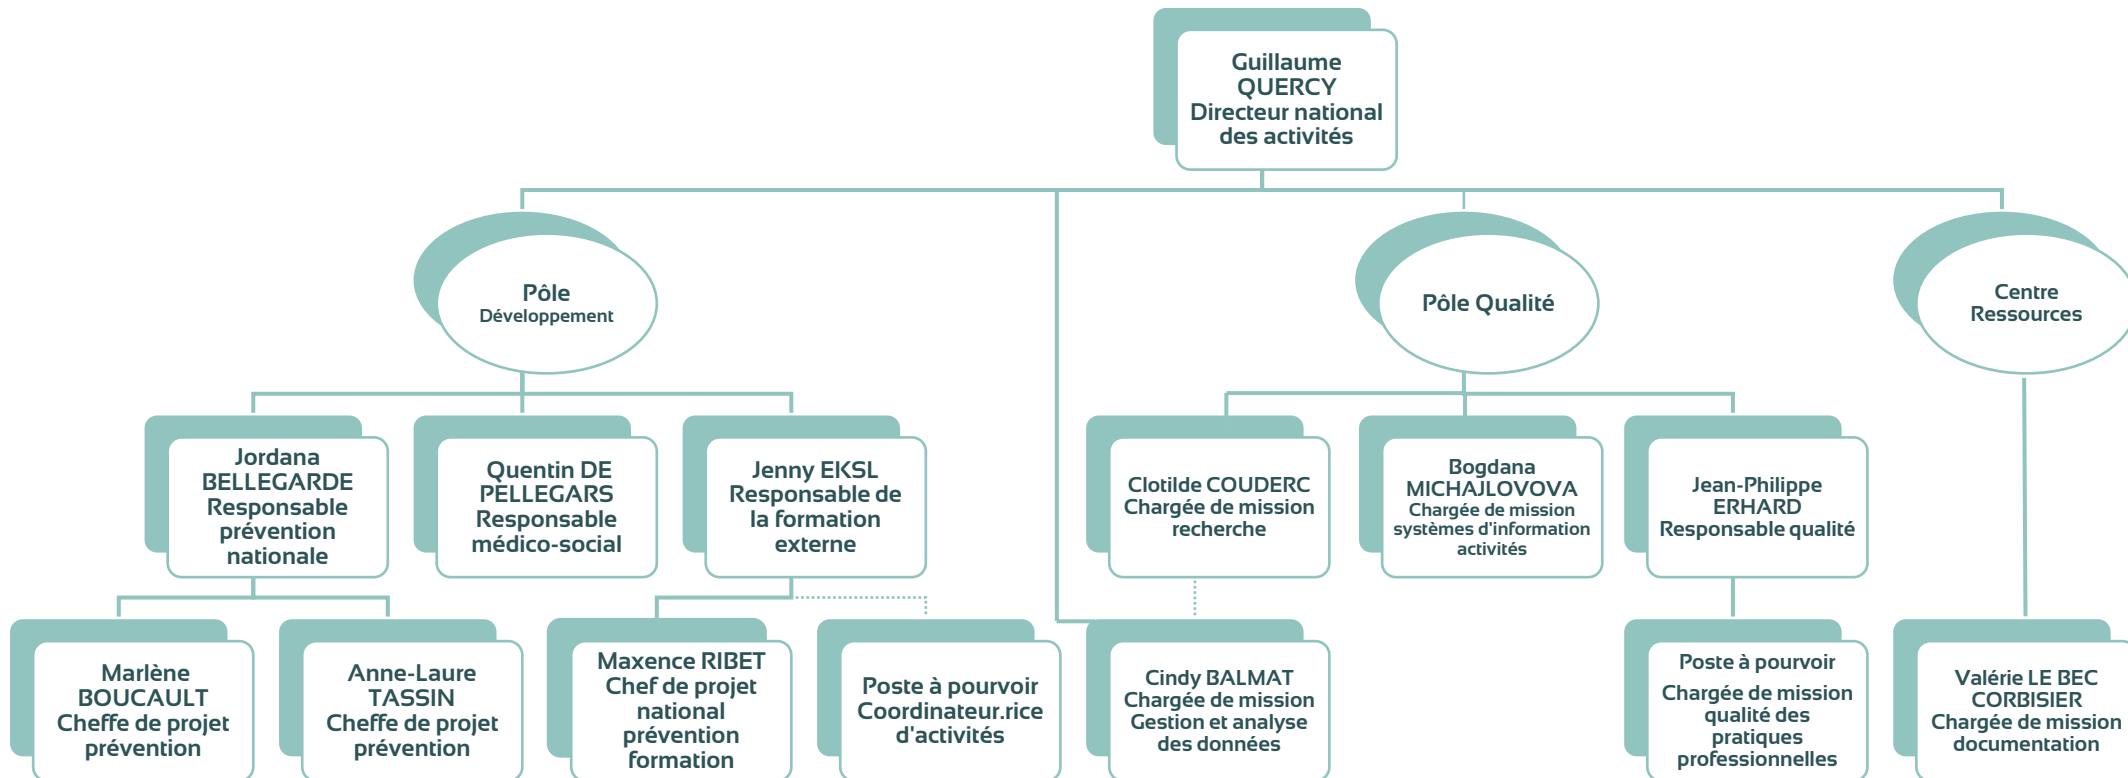 Guillaume
QUERCY
Directeur national
des activités
Pôle
Développement
Pôle Qualité
Centre
Ressources
Jordana
BELLEGARDE
Responsable
prévention
nationale
Quentin DE
PELLEGARS
Responsable
médico-social
Jenny EKSL
Responsable de
la formation
externe
Clotilde COUDERC
Chargée de mission
recherche
Bogdana
MICHAJLOVOVA
Chargée de mission
systèmes d'information
activités
Jean-Philippe
ERHARD
Responsable qualité
Marlène
BOUCAULT
Cheffe de projet
prévention
Anne-Laure
TASSIN
Cheffe de projet
prévention
Maxence RIBET
Chef de projet
national
prévention
formation
Poste à pourvoir
Coordinateur.rice
d'activités
Cindy BALMAT
Chargée de mission
Gestion et analyse
des données
Poste à pourvoir
Chargée de mission
qualité des
pratiques
professionnelles
Valérie LE BEC
CORBISIER
Chargée de mission
documentation